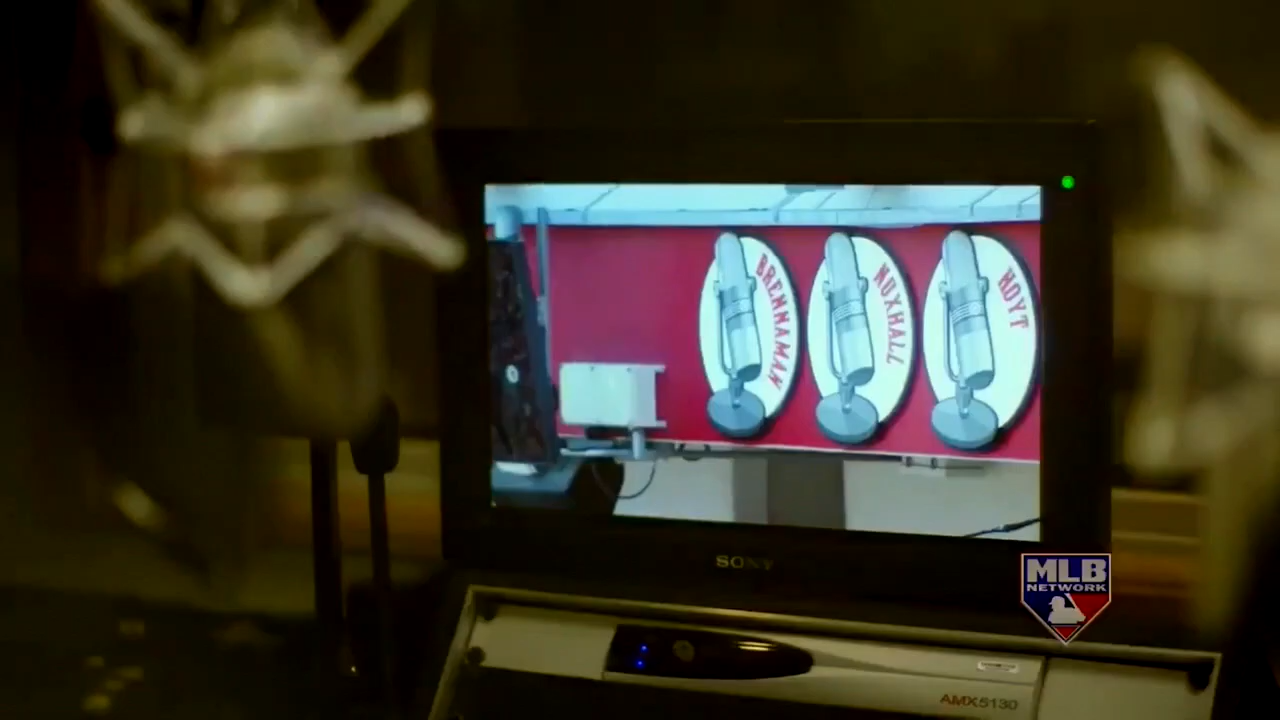 BRENNAMAN
NUXHALL
HOYT
SONY
MLB
NETWORK
AMX5130